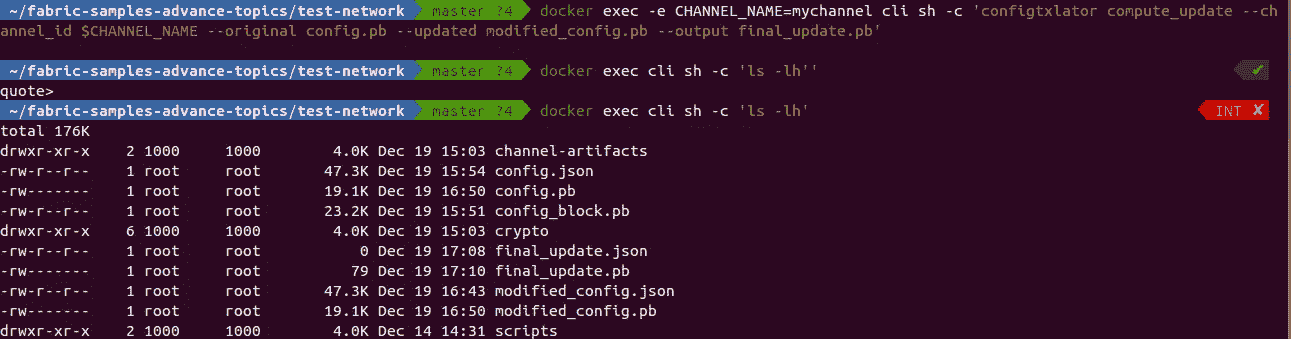 ~/fabric-samples-advance-topics/test-network master ?4 docker exec -e CHANNEL_NAME=mychannel cli sh -c 'configtxlator compute_update --ch
annel_id $CHANNEL_NAME --original config.pb --updated modified_config.pb --output final_update.pb'
~/fabric-samples-advance-topics/test-network master ?4 docker exec cli sh -c 'ls -lh'' ✔
quote>
~/fabric-samples-advance-topics/test-network master ?4 docker exec cli sh -c 'ls -lh' INT ✘
total 176K
drwxr-xr-x 2 1000 1000 4.0K Dec 19 15:03 channel-artifacts
-rw-r--r-- 1 root root 47.3K Dec 19 15:54 config.json
-rw------- 1 root root 19.1K Dec 19 16:50 config.pb
-rw-r--r-- 1 root root 23.2K Dec 19 15:51 config_block.pb
drwxr-xr-x 6 1000 1000 4.0K Dec 19 15:03 crypto
-rw-r--r-- 1 root root 0 Dec 19 17:08 final_update.json
-rw------- 1 root root 79 Dec 19 17:10 final_update.pb
-rw-r--r-- 1 root root 47.3K Dec 19 16:43 modified_config.json
-rw------- 1 root root 19.1K Dec 19 16:50 modified_config.pb
drwxr-xr-x 2 1000 1000 4.0K Dec 14 14:31 scripts